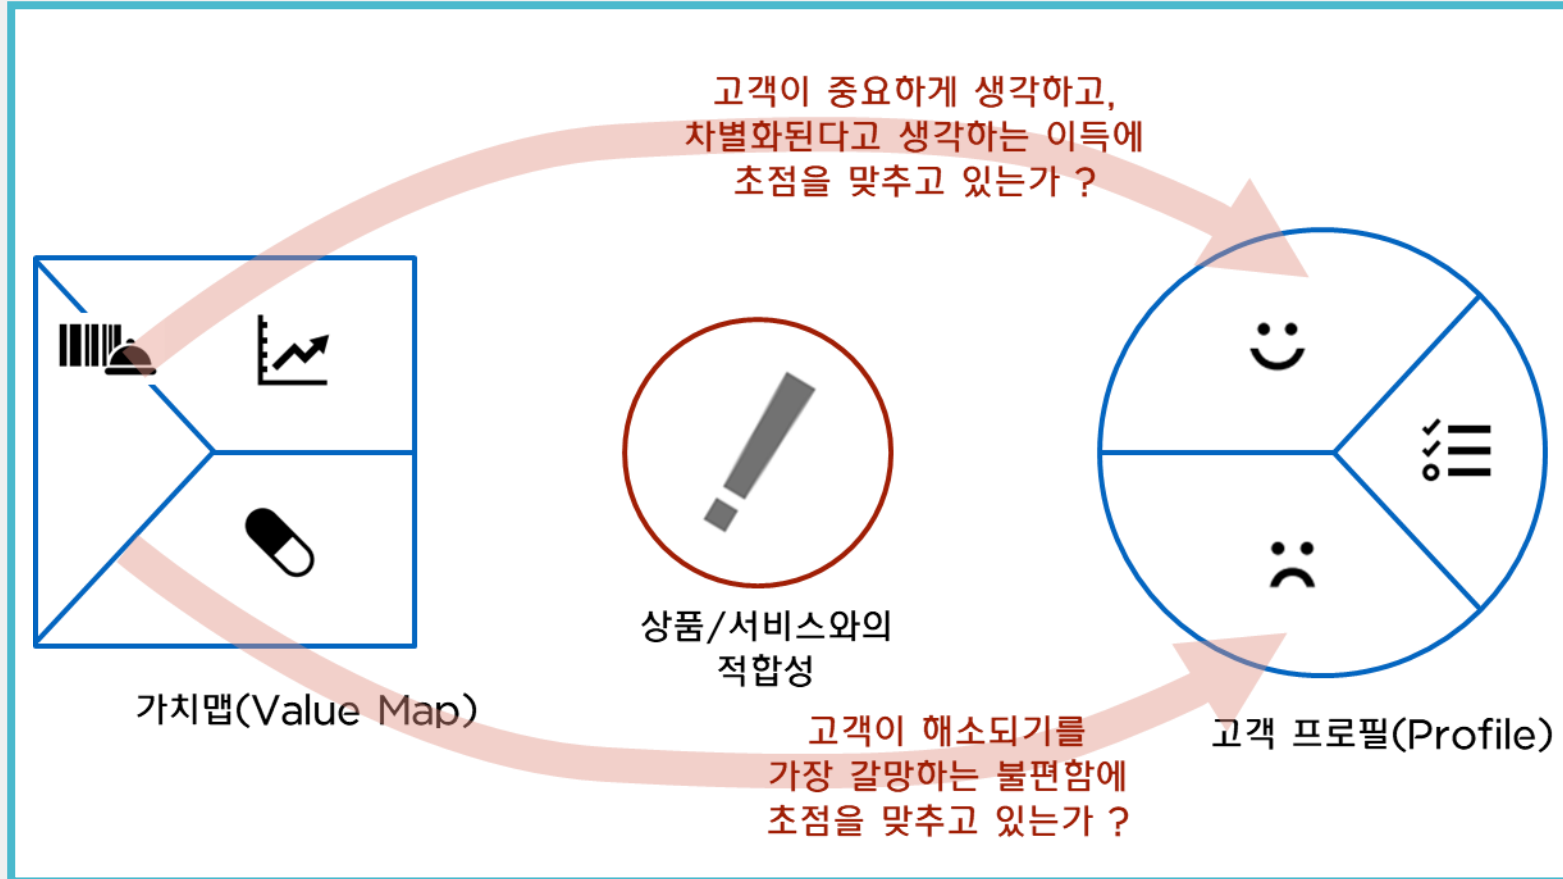 고객이 중요하게 생각하고,
차별화된다고 생각하는 이득에
초점을 맞추고 있는가 ?
상품/서비스와의
적합성
가치맵(Value Map)
고객 프로필(Profile)
고객이 해소되기를
가장 갈망하는 불편함에
초점을 맞추고 있는가 ?